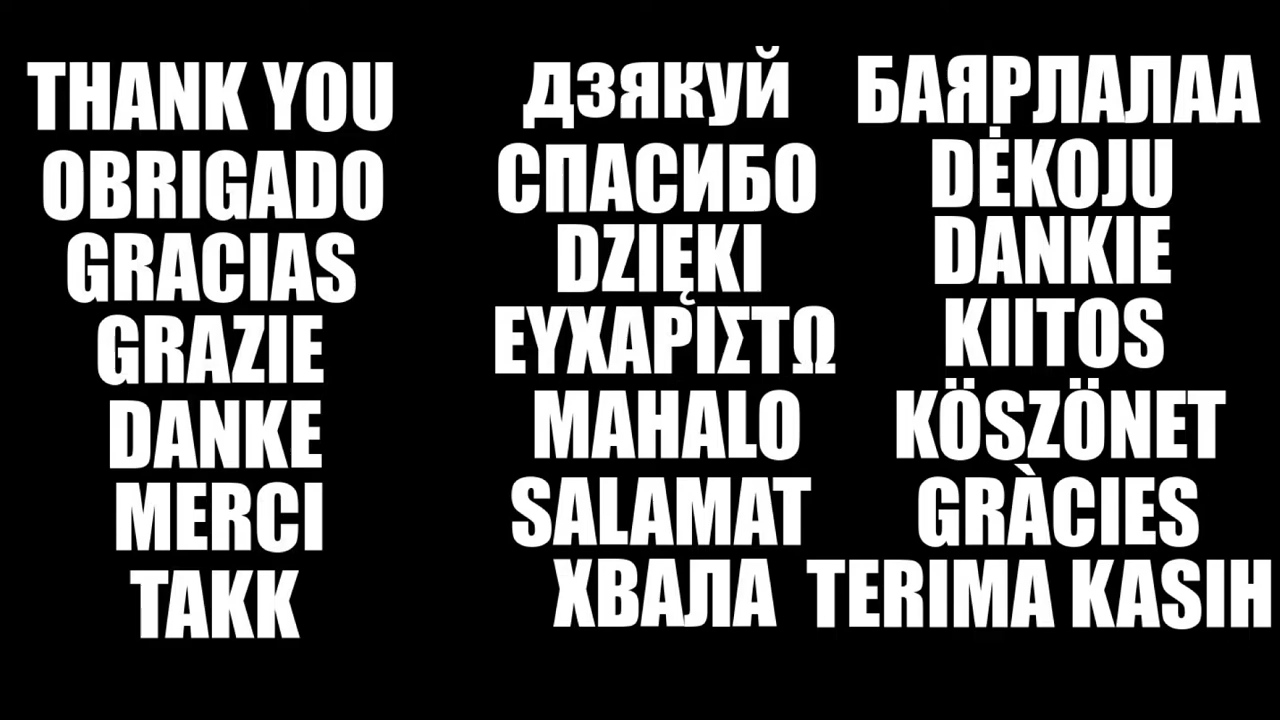 THANK YOU
OBRIGADO
GRACIAS
GRAZIE
DANKE
MERCI
TAKK
ДЗЯКУЙ
СПАСИБО
DZIĘKI
ΕΥΧΑΡΙΣΤΩ
MAHALO
SALAMAT
ХВАЛА
БАЯРЛАЛАА
DĖKOJU
DANKIE
KIITOS
KÖSZÖNET
GRÀCIES
TERIMA KASIH